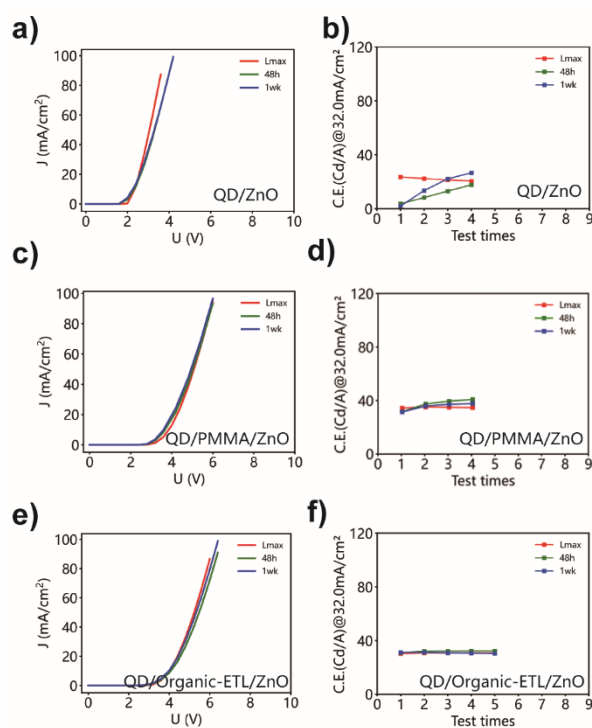 a)
J (mA/cm²)
100
80
60
40
20
0
0 2 4 6 8 10
U (V)
Lmax
48h
1wk
QD/ZnO
b)
C.E.(Cd/A)@32.0mA/cm²
120
80
40
0
0 1 2 3 4 5 6 7 8 9
Test times
Lmax
48h
1wk
QD/ZnO
c)
J (mA/cm²)
100
80
60
40
20
0
0 2 4 6 8 10
U (V)
Lmax
48h
1wk
QD/PMMA/ZnO
d)
C.E.(Cd/A)@32.0mA/cm²
120
80
40
0
0 1 2 3 4 5 6 7 8 9
Test times
Lmax
48h
1wk
QD/PMMA/ZnO
e)
J (mA/cm²)
100
80
60
40
20
0
0 2 4 6 8 10
U (V)
Lmax
48h
1wk
QD/Organic-ETL/ZnO
f)
C.E.(Cd/A)@32.0mA/cm²
120
80
40
0
0 1 2 3 4 5 6 7 8 9
Test times
Lmax
48h
1wk
QD/Organic-ETL/ZnO